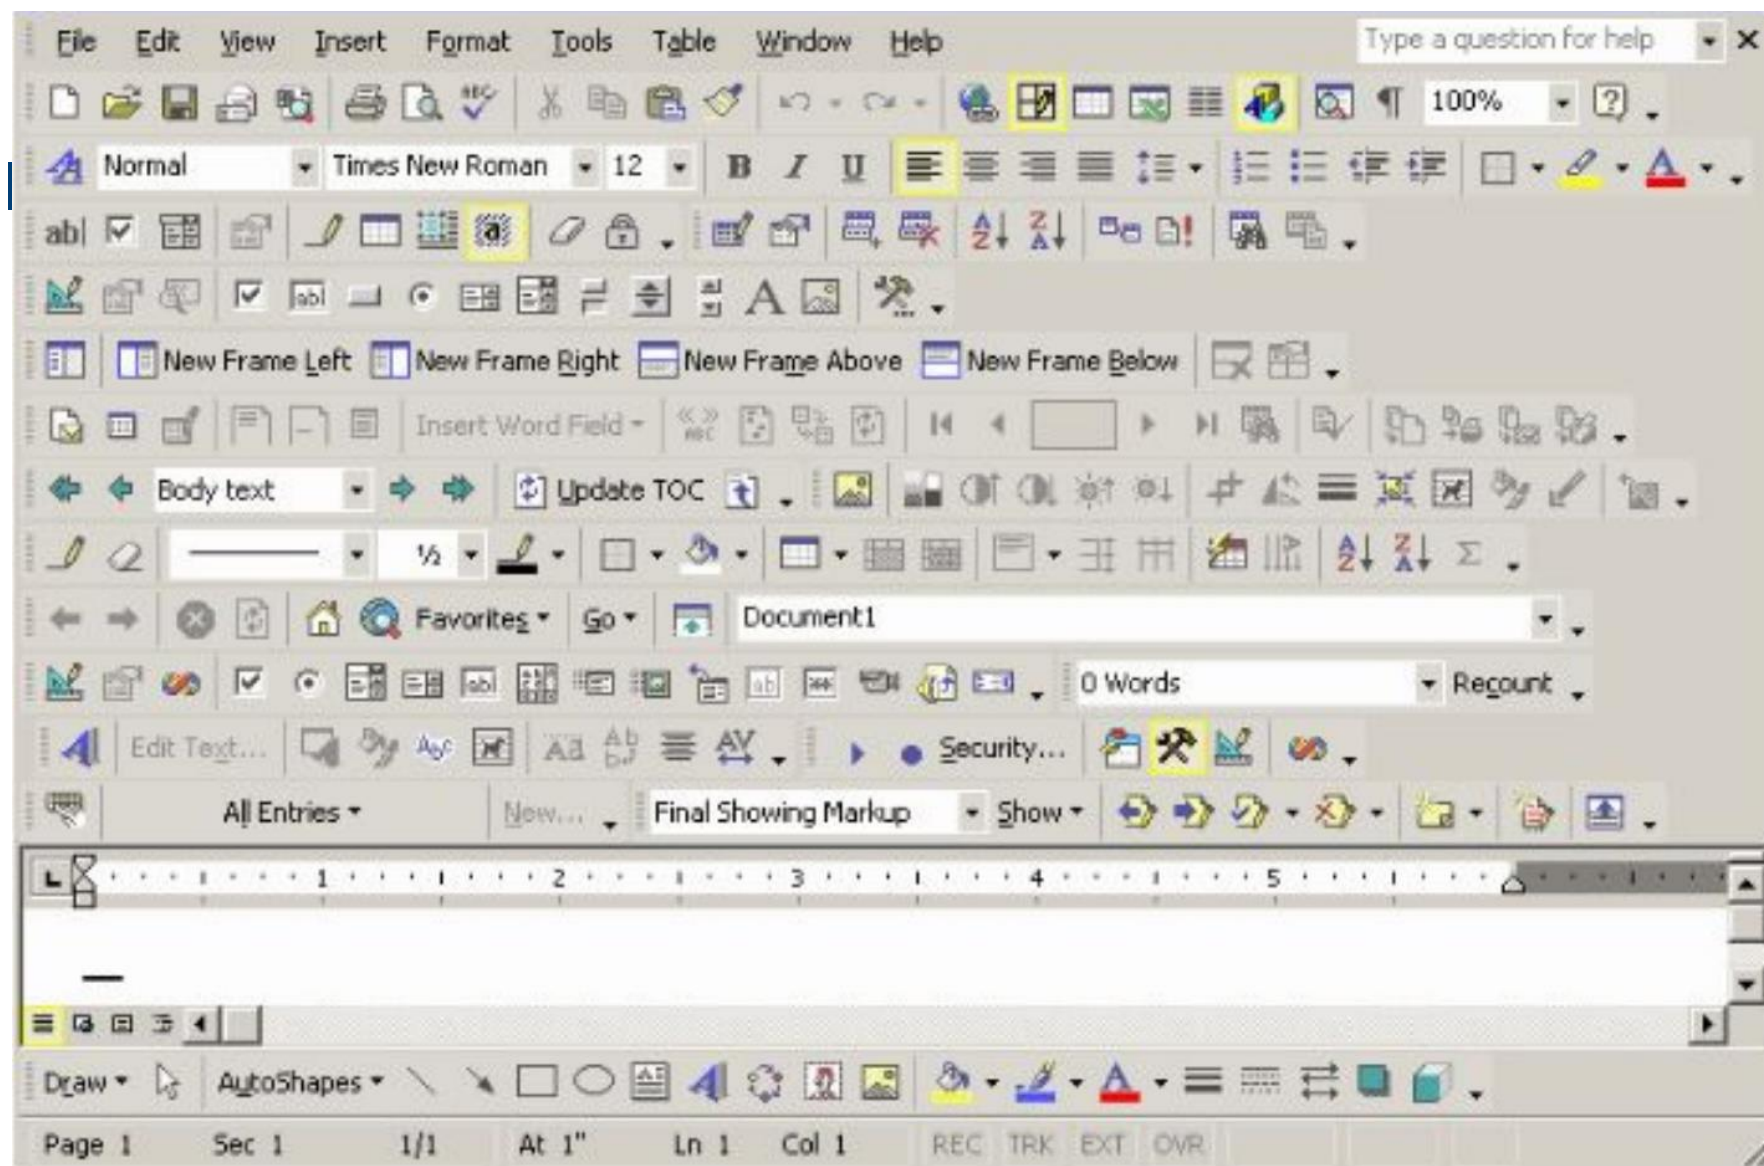 File Edit View Insert Format Tools Table Window Help Type a question for help
100%
Normal Times New Roman 12 B I U A
ab|
abl A
New Frame Left New Frame Right New Frame Above New Frame Below
Insert Word Field
Body text Update TOC
½
Favorites Go Document1
abl 0 Words Recount
Edit Text... Security...
All Entries New... Final Showing Markup Show
1 2 3 4 5
Draw AutoShapes
Page 1 Sec 1 1/1 At 1" Ln 1 Col 1 REC TRK EXT OVR